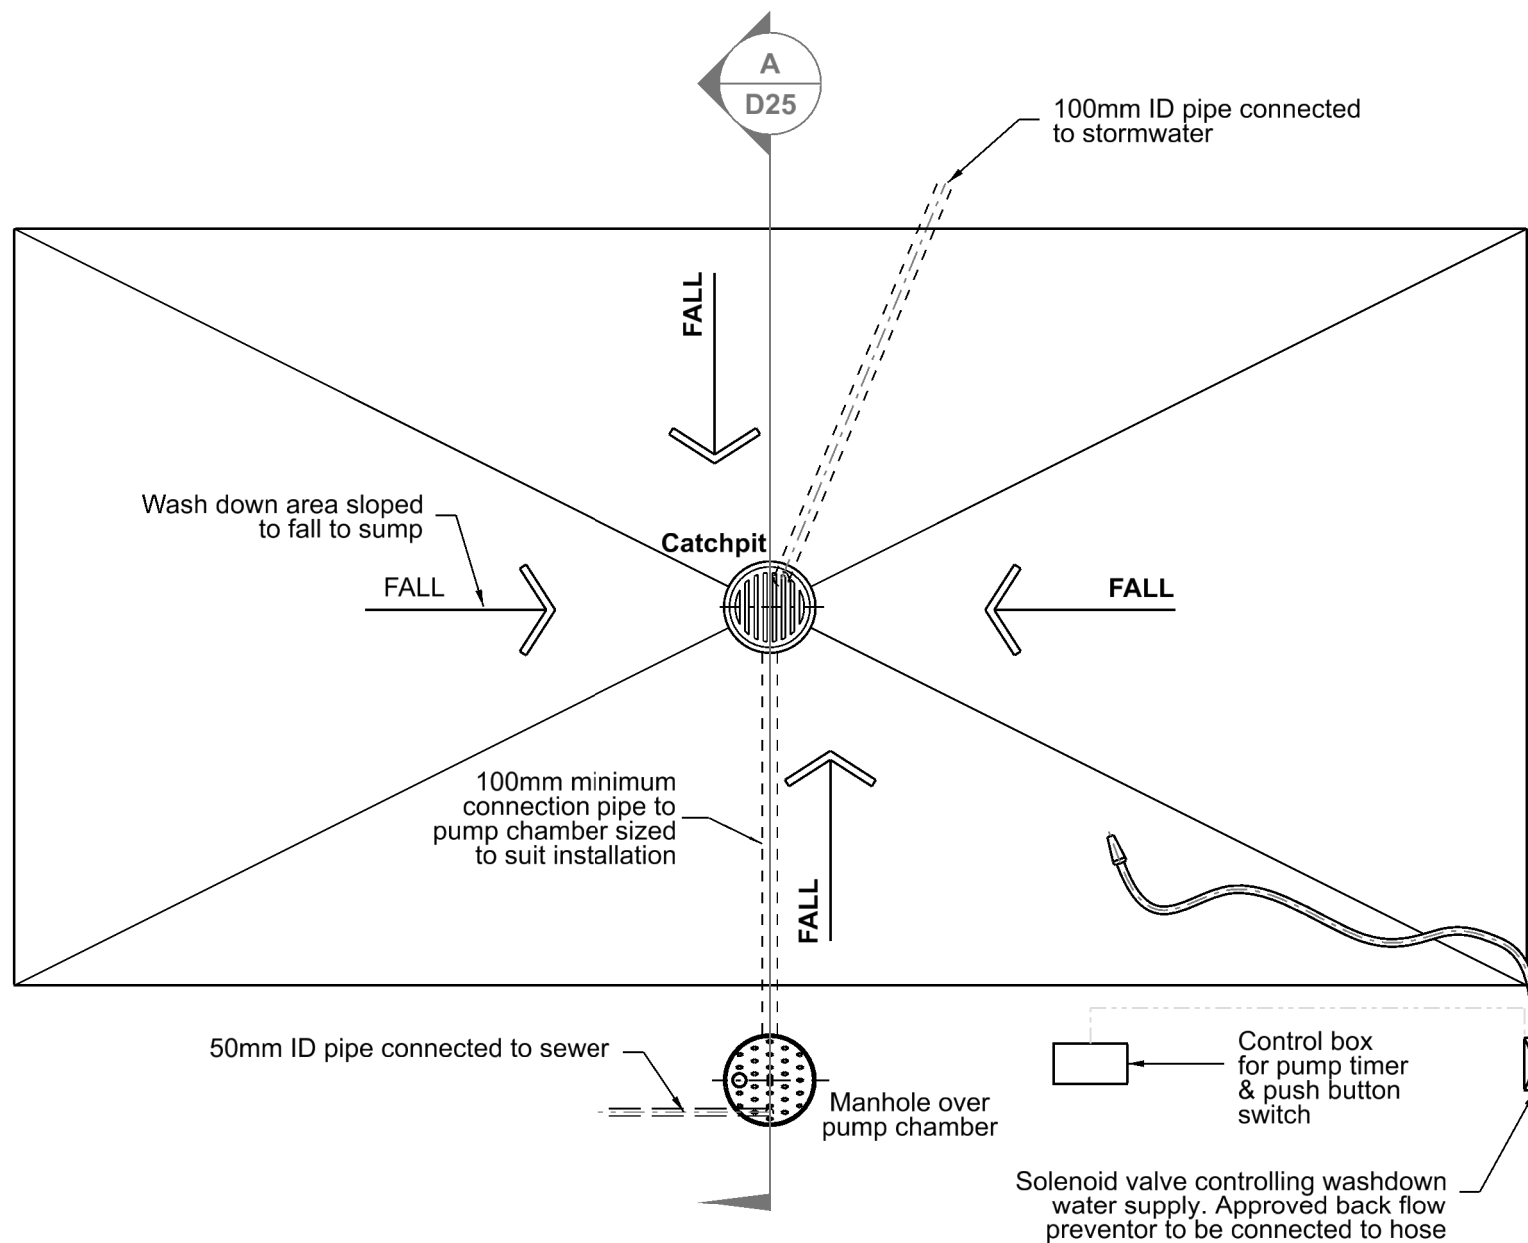 A
D25
100mm ID pipe connected
to stormwater
FALL
Wash down area sloped
to fall to sump
Catchpit
FALL
FALL
100mm minimum
connection pipe to
pump chamber sized
to suit installation
FALL
50mm ID pipe connected to sewer
Manhole over
pump chamber
Control box
for pump timer
& push button
switch
Solenoid valve controlling washdown
water supply. Approved back flow
preventor to be connected to hose